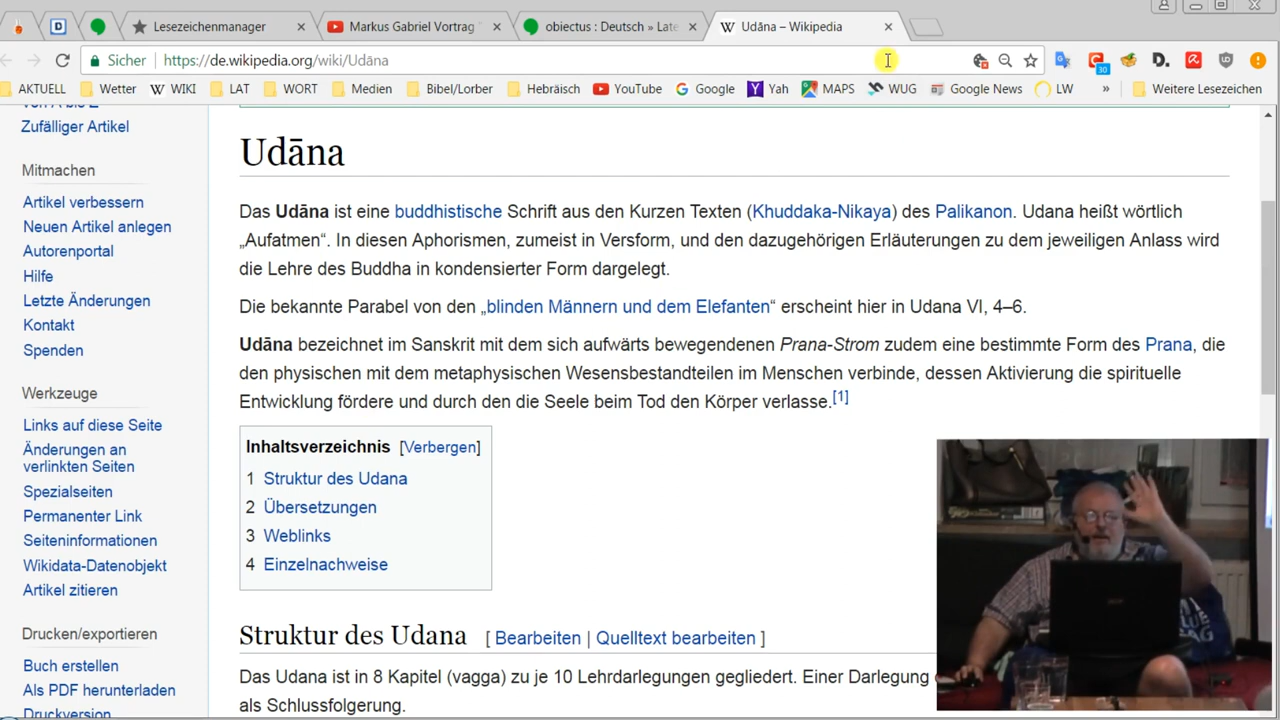 Lesezeichenmanager
Markus Gabriel Vortrag "
obiectus : Deutsch » Late
Udāna – Wikipedia
Sicher
https://de.wikipedia.org/wiki/Udāna
30
AKTUELL
Wetter
WIKI
LAT
WORT
Medien
Bibel/Lorber
Hebräisch
YouTube
Google
Yah
MAPS
WUG
Google News
LW
»
Weitere Lesezeichen
von A bis Z
Zufälliger Artikel
Mitmachen
Artikel verbessern
Neuen Artikel anlegen
Autorenportal
Hilfe
Letzte Änderungen
Kontakt
Spenden
Werkzeuge
Links auf diese Seite
Änderungen an
verlinkten Seiten
Spezialseiten
Permanenter Link
Seiteninformationen
Wikidata-Datenobjekt
Artikel zitieren
Drucken/exportieren
Buch erstellen
Als PDF herunterladen
Druckversion
Udāna
Das Udāna ist eine buddhistische Schrift aus den Kurzen Texten (Khuddaka-Nikaya) des Palikanon. Udana heißt wörtlich
„Aufatmen“. In diesen Aphorismen, zumeist in Versform, und den dazugehörigen Erläuterungen zu dem jeweiligen Anlass wird
die Lehre des Buddha in kondensierter Form dargelegt.
Die bekannte Parabel von den „blinden Männern und dem Elefanten“ erscheint hier in Udana VI, 4–6.
Udāna bezeichnet im Sanskrit mit dem sich aufwärts bewegendenen Prana-Strom zudem eine bestimmte Form des Prana, die
den physischen mit dem metaphysischen Wesensbestandteilen im Menschen verbinde, dessen Aktivierung die spirituelle
Entwicklung fördere und durch den die Seele beim Tod den Körper verlasse.[1]
Inhaltsverzeichnis [Verbergen]
1 Struktur des Udana
2 Übersetzungen
3 Weblinks
4 Einzelnachweise
Struktur des Udana [ Bearbeiten | Quelltext bearbeiten ]
Das Udana ist in 8 Kapitel (vagga) zu je 10 Lehrdarlegungen gegliedert. Einer Darlegung
als Schlussfolgerung.